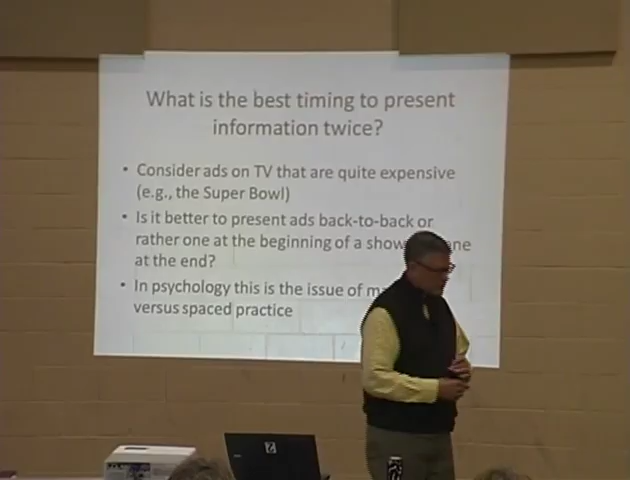 What is the best timing to present
information twice?
• Consider ads on TV that are quite expensive
(e.g., the Super Bowl)
• Is it better to present ads back-to-back or
rather one at the beginning of a show
at the end?
• In psychology this is the issue of
versus spaced practice